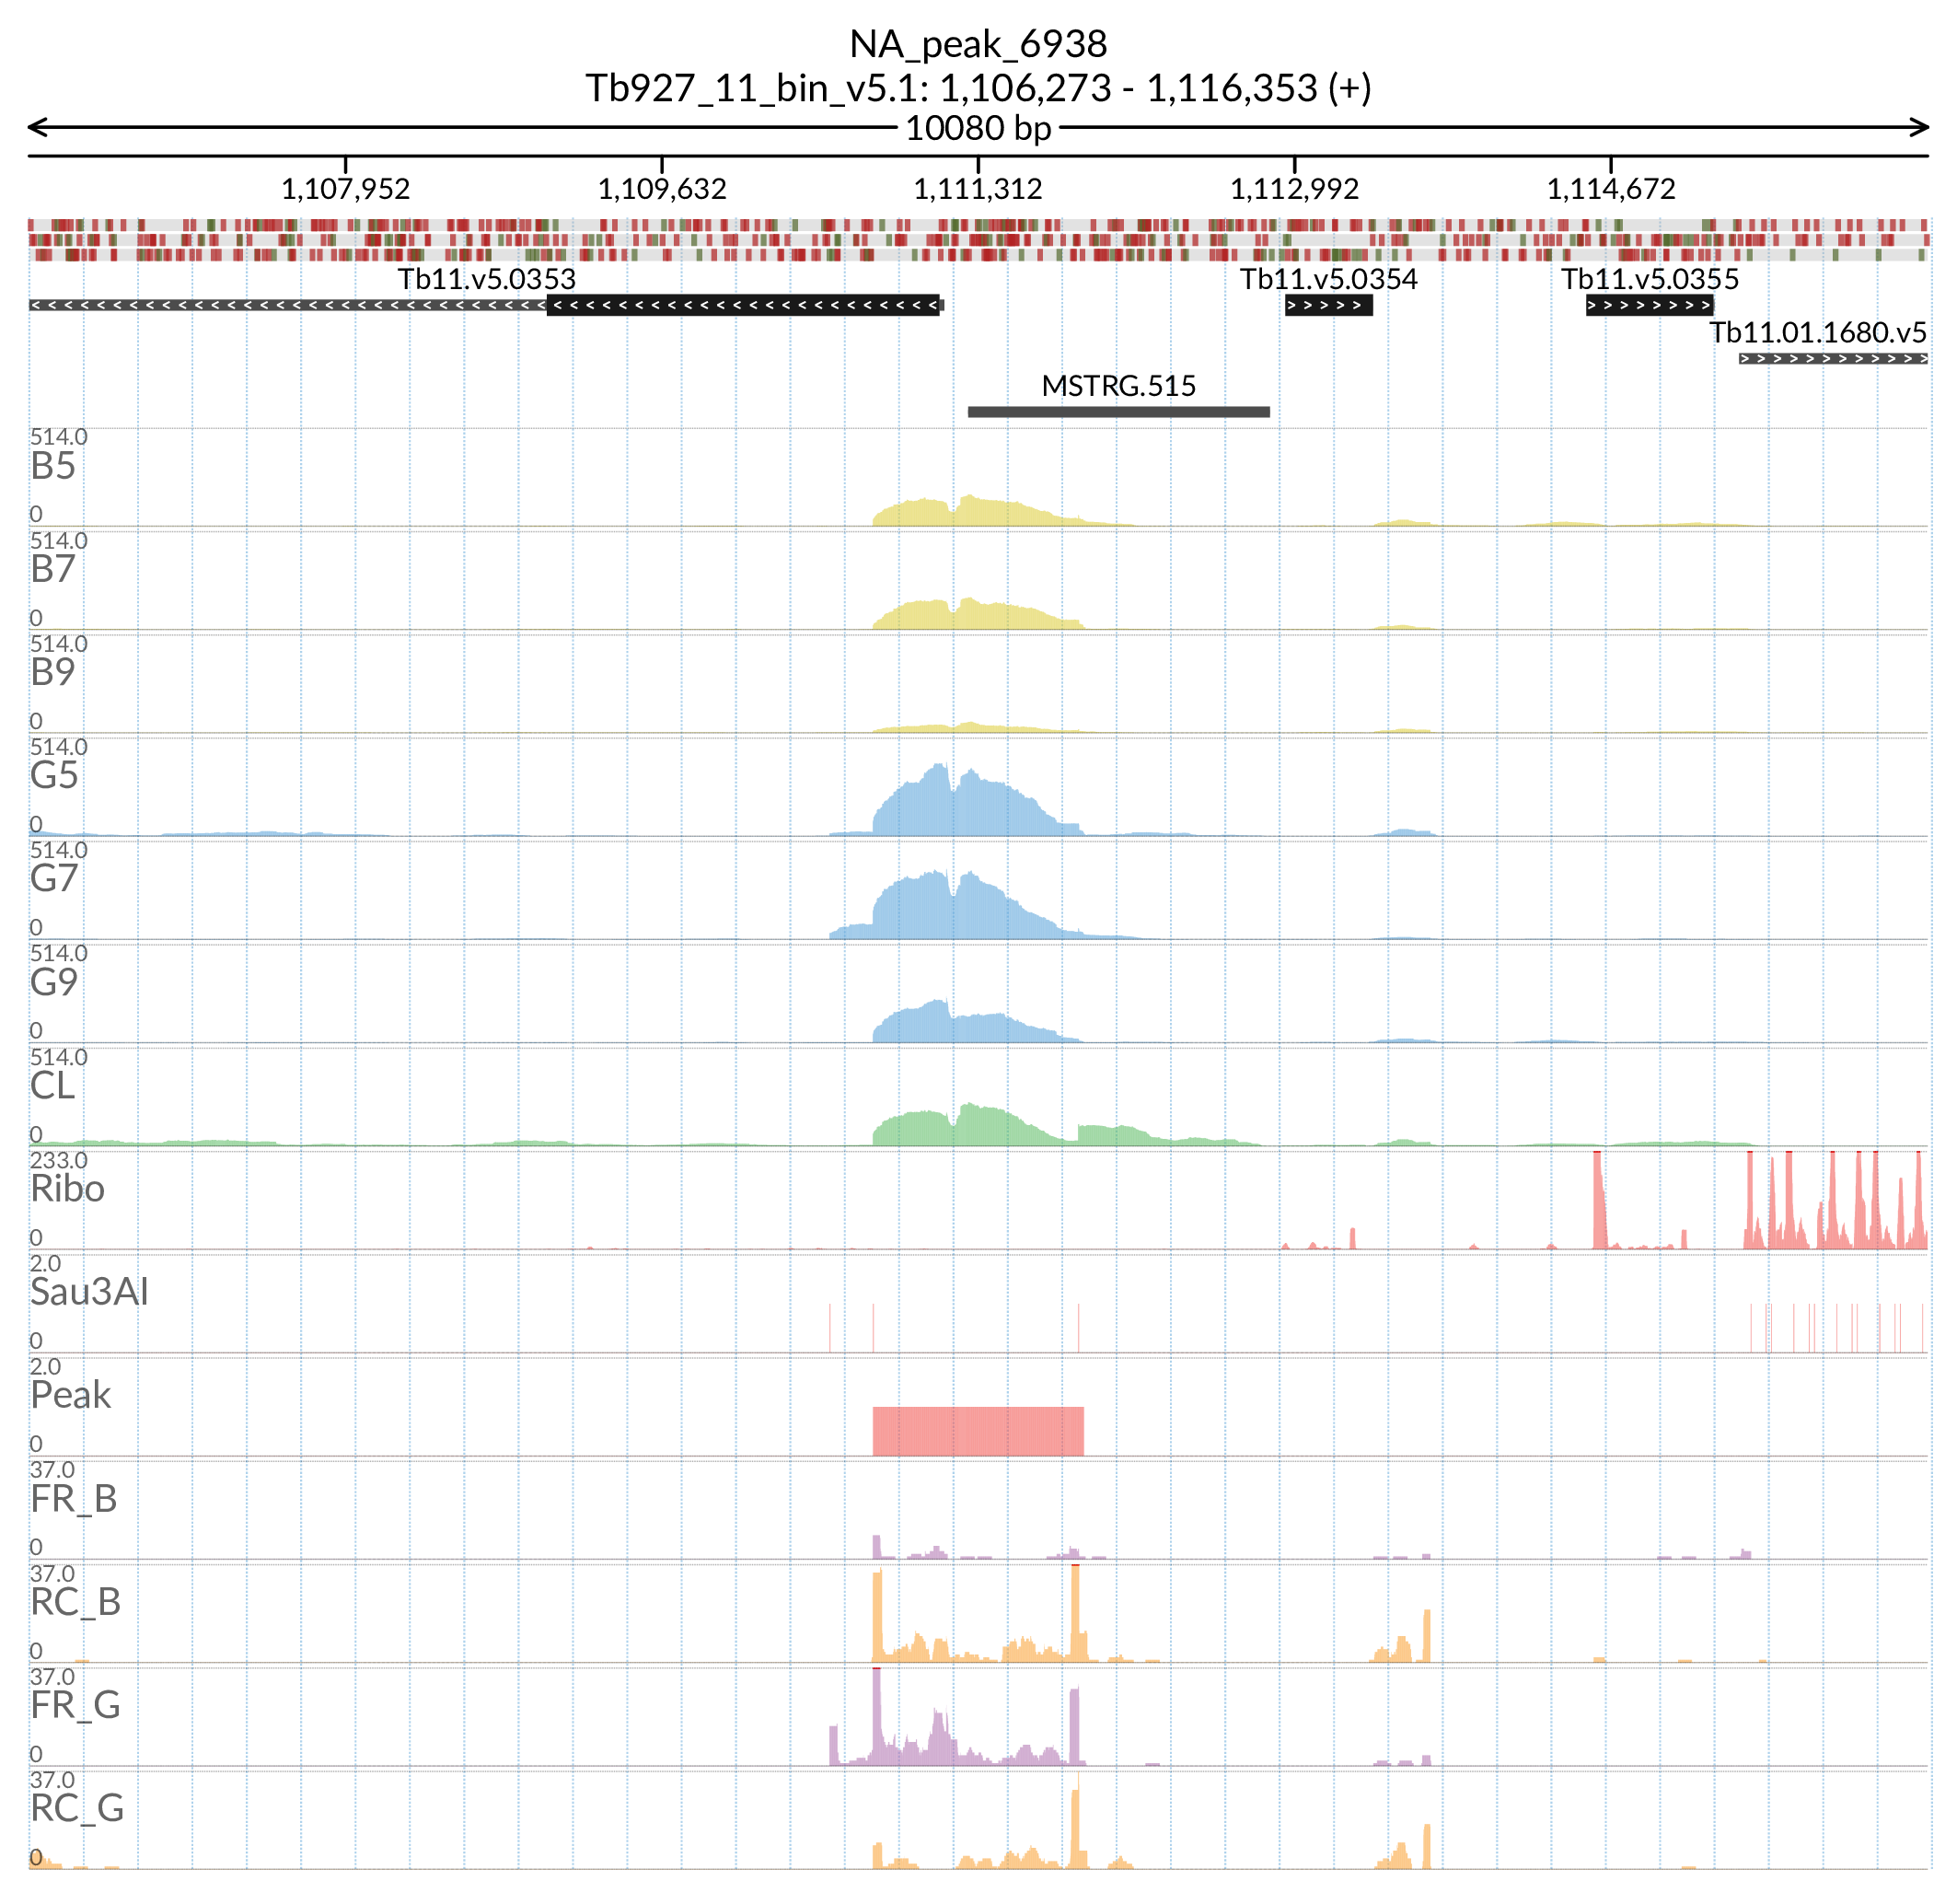 NA_peak_6938
Tb927_11_bin_v5.1: 1,106,273 - 1,116,353 (+)
10080 bp
1,107,952 1,109,632 1,111,312 1,112,992 1,114,672
Tb11.v5.0353 Tb11.v5.0354 Tb11.v5.0355
Tb11.01.1680.v5
MSTRG.515
514.0
B5
0
514.0
B7
0
514.0
B9
0
514.0
G5
0
514.0
G7
0
514.0
G9
0
514.0
CL
0
233.0
Ribo
0
2.0
Sau3AI
0
2.0
Peak
0
37.0
FR_B
0
37.0
RC_B
0
37.0
FR_G
0
37.0
RC_G
0